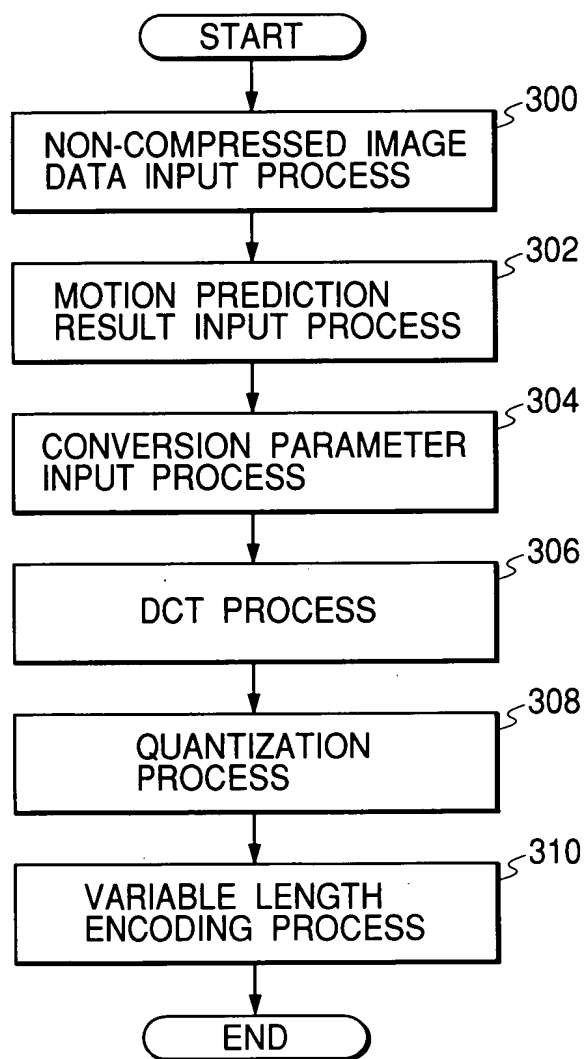 START
300
NON-COMPRESSED IMAGE
DATA INPUT PROCESS
302
MOTION PREDICTION
RESULT INPUT PROCESS
304
CONVERSION PARAMETER
INPUT PROCESS
306
DCT PROCESS
308
QUANTIZATION
PROCESS
310
VARIABLE LENGTH
ENCODING PROCESS
END